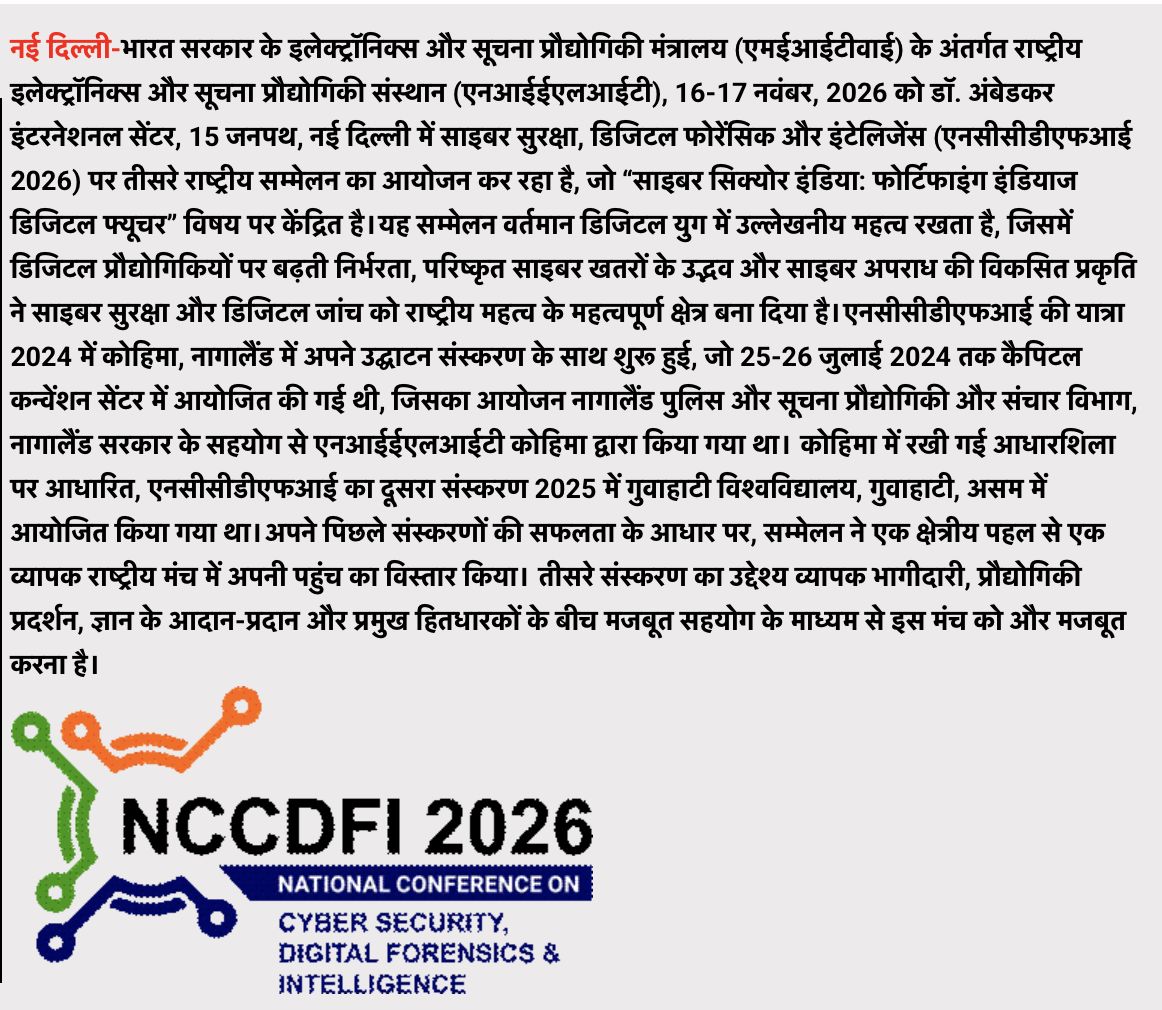 नई दिल्ली-भारत सरकार के इलेक्ट्रॉनिक्स और सूचना प्रौद्योगिकी मंत्रालय (एमईआईटीवाई) के अंतर्गत राष्ट्रीय
इलेक्ट्रॉनिक्स और सूचना प्रौद्योगिकी संस्थान (एनआईईएलआईटी), 16-17 नवंबर, 2026 को डॉ. अंबेडकर
इंटरनेशनल सेंटर, 15 जनपथ, नई दिल्ली में साइबर सुरक्षा, डिजिटल फोरेंसिक और इंटेलिजेंस (एनसीसीडीएफआई
2026) पर तीसरे राष्ट्रीय सम्मेलन का आयोजन कर रहा है, जो “साइबर सिक्योर इंडिया: फोर्टिफाइंग इंडियाज
डिजिटल फ्यूचर” विषय पर केंद्रित है।यह सम्मेलन वर्तमान डिजिटल युग में उल्लेखनीय महत्व रखता है, जिसमें
डिजिटल प्रौद्योगिकियों पर बढ़ती निर्भरता, परिष्कृत साइबर खतरों के उद्भव और साइबर अपराध की विकसित प्रकृति
ने साइबर सुरक्षा और डिजिटल जांच को राष्ट्रीय महत्व के महत्वपूर्ण क्षेत्र बना दिया है।एनसीसीडीएफआई की यात्रा
2024 में कोहिमा, नागालैंड में अपने उद्घाटन संस्करण के साथ शुरू हुई, जो 25-26 जुलाई 2024 तक कैपिटल
कन्वेंशन सेंटर में आयोजित की गई थी, जिसका आयोजन नागालैंड पुलिस और सूचना प्रौद्योगिकी और संचार विभाग,
नागालैंड सरकार के सहयोग से एनआईईएलआईटी कोहिमा द्वारा किया गया था। कोहिमा में रखी गई आधारशिला
पर आधारित, एनसीसीडीएफआई का दूसरा संस्करण 2025 में गुवाहाटी विश्वविद्यालय, गुवाहाटी, असम में
आयोजित किया गया था।अपने पिछले संस्करणों की सफलता के आधार पर, सम्मेलन ने एक क्षेत्रीय पहल से एक
व्यापक राष्ट्रीय मंच में अपनी पहुंच का विस्तार किया। तीसरे संस्करण का उद्देश्य व्यापक भागीदारी, प्रौद्योगिकी
प्रदर्शन, ज्ञान के आदान-प्रदान और प्रमुख हितधारकों के बीच मजबूत सहयोग के माध्यम से इस मंच को और मजबूत
करना है।
NCCDFI 2026
NATIONAL CONFERENCE ON
CYBER SECURITY,
DIGITAL FORENSICS &
INTELLIGENCE